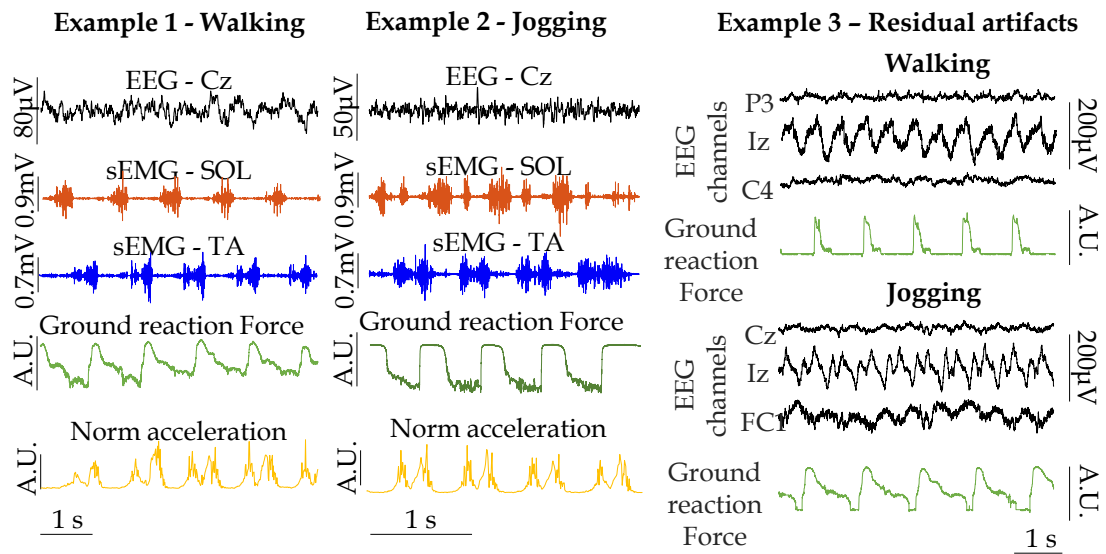 Example 1 - Walking
EEG - Cz
80µV
sEMG - SOL
0.9mV
sEMG - TA
0.7mV
Ground reaction Force
A.U.
Norm acceleration
A.U.
1 s
Example 2 - Jogging
EEG - Cz
50µV
sEMG - SOL
0.9mV
sEMG - TA
0.7mV
Ground reaction Force
A.U.
Norm acceleration
A.U.
1 s
Example 3 – Residual artifacts
Walking
EEG
channels
P3
Iz
C4
200µV
Ground
reaction
Force
A.U.
Jogging
EEG
channels
Cz
Iz
FC1
200µV
Ground
reaction
Force
A.U.
1 s